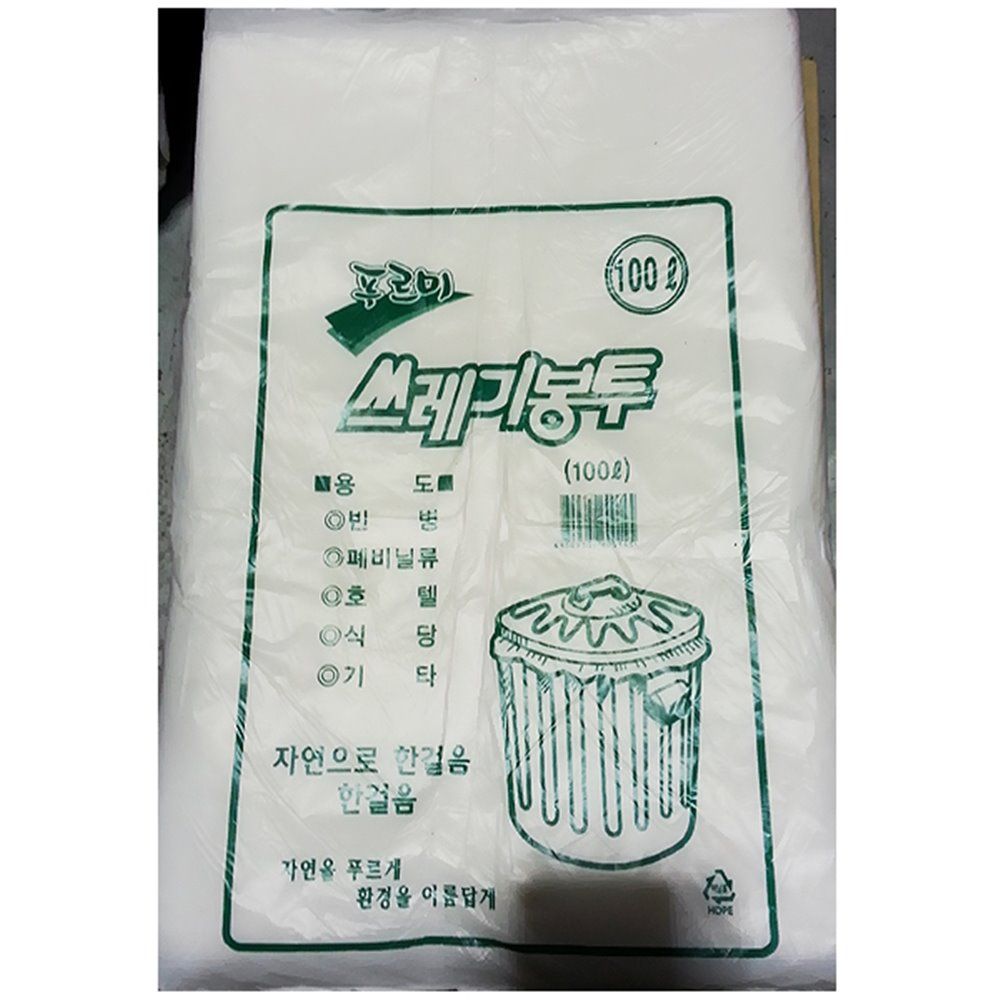 푸르미
100ℓ
쓰레기봉투
(100ℓ)
■용 도■
◎빈 병
◎폐비닐류
◎호 텔
◎식 당
◎기 타
자연으로 한걸음
한걸음
자연을 푸르게
환경을 아름답게
HDPE